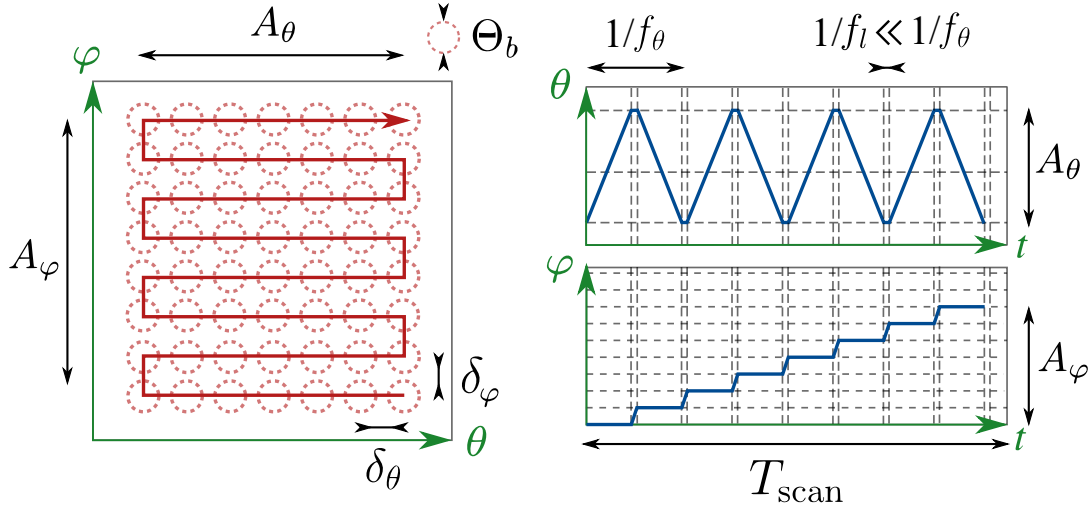 A_θ
Θ_b
φ
A_φ
δ_φ
θ
δ_θ
1/f_θ
1/f_l ≪ 1/f_θ
θ
A_θ
t
φ
A_φ
t
T_scan